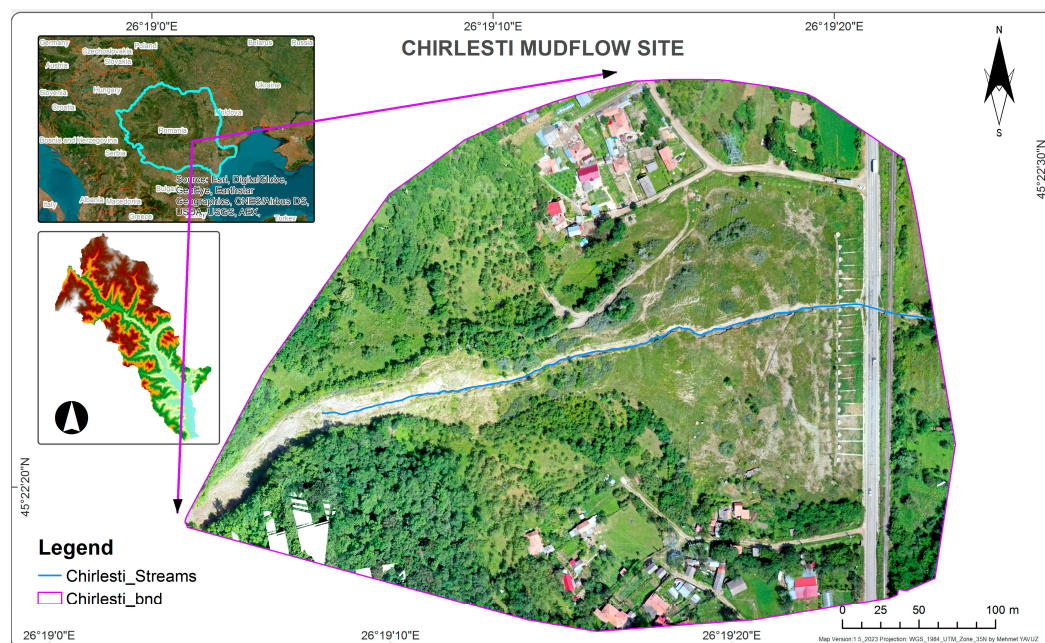 26°19'0"E
26°19'10"E
26°19'20"E
CHIRLESTI MUDFLOW SITE
Germany
Poland
Belarus
Russia
Czechoslovakia
Slovakia
Austria
Hungary
Ukraine
Slovenia
Croatia
Moldova
Romania
Bosnia and Herzegovina
Serbia
Bulga
Italy
Albania
Macedonia
Greece
Turkey
Source: Esri, DigitalGlobe,
GeoEye, Earthstar
Geographics, CNES/Airbus DS,
USDA, USGS, AEX,
N
S
45°22'30"N
45°22'20"N
Legend
Chirlesti_Streams
Chirlesti_bnd
0 25 50 100 m
26°19'0"E
26°19'10"E
26°19'20"E
Map Version:1.5_2023 Projection: WGS_1984_UTM_Zone_35N by Mehmet YAVUZ